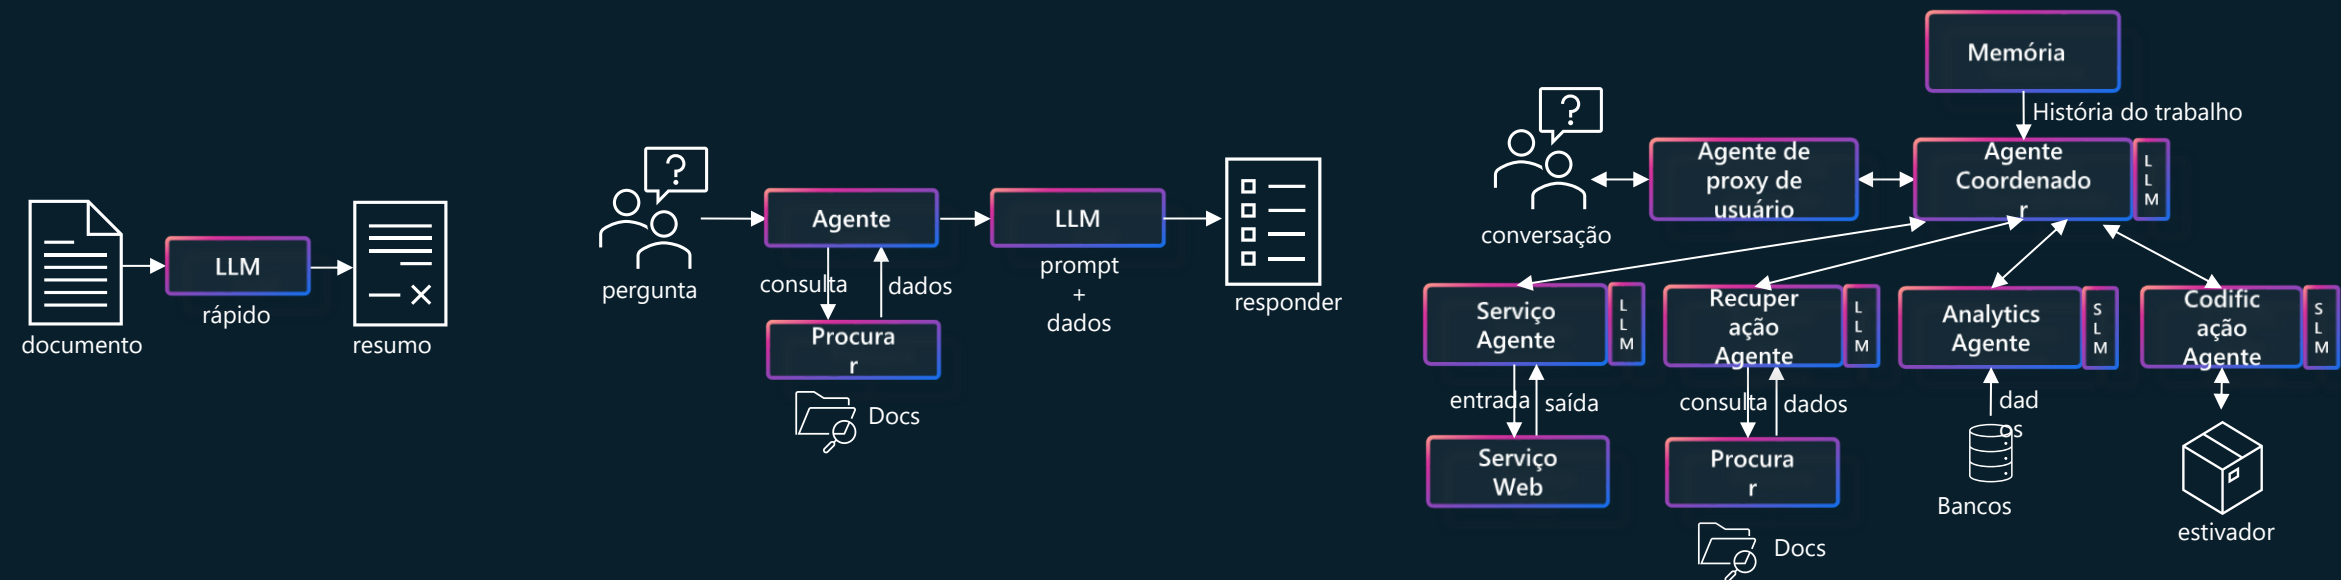 documento
LLM
rápido
resumo
?
pergunta
Agente
consulta
dados
Procura
r
Docs
LLM
prompt
+
dados
responder
Memória
História do trabalho
?
conversação
Agente de
proxy de
usuário
Agente
Coordenado
r
L
L
M
Serviço
Agente
L
L
M
entrada
saída
Serviço
Web
Recuper
ação
Agente
L
L
M
consulta
dados
Procura
r
Docs
Analytics
Agente
S
L
M
dad
os
Bancos
Codific
ação
Agente
S
L
M
estivador